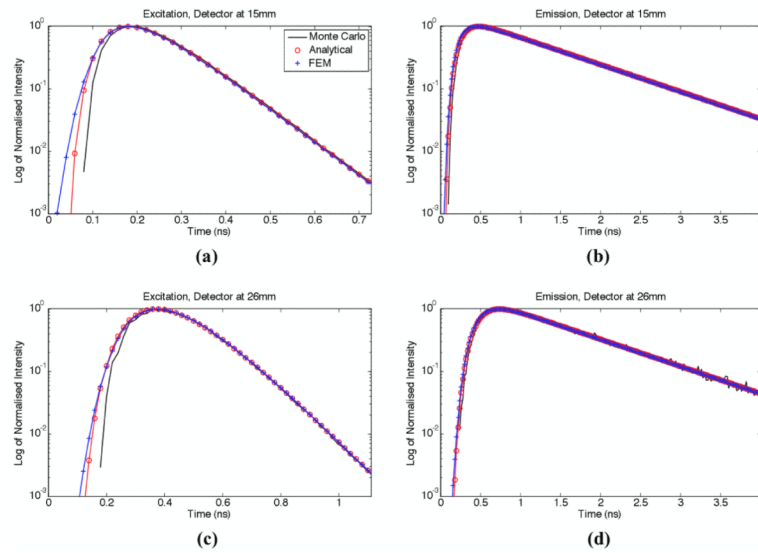 Excitation, Detector at 15mm
Log of Normalised Intensity
10^0
10^-1
10^-2
10^-3
0 0.1 0.2 0.3 0.4 0.5 0.6 0.7
Time (ns)
Monte Carlo
Analytical
FEM
(a)
Emission, Detector at 15mm
Log of Normalised Intensity
10^0
10^-1
10^-2
10^-3
0 0.5 1 1.5 2 2.5 3 3.5
Time (ns)
(b)
Excitation, Detector at 26mm
Log of Normalised Intensity
10^0
10^-1
10^-2
10^-3
0 0.2 0.4 0.6 0.8 1
Time (ns)
(c)
Emission, Detector at 26mm
Log of Normalised Intensity
10^0
10^-1
10^-2
10^-3
0 0.5 1 1.5 2 2.5 3 3.5
Time (ns)
(d)